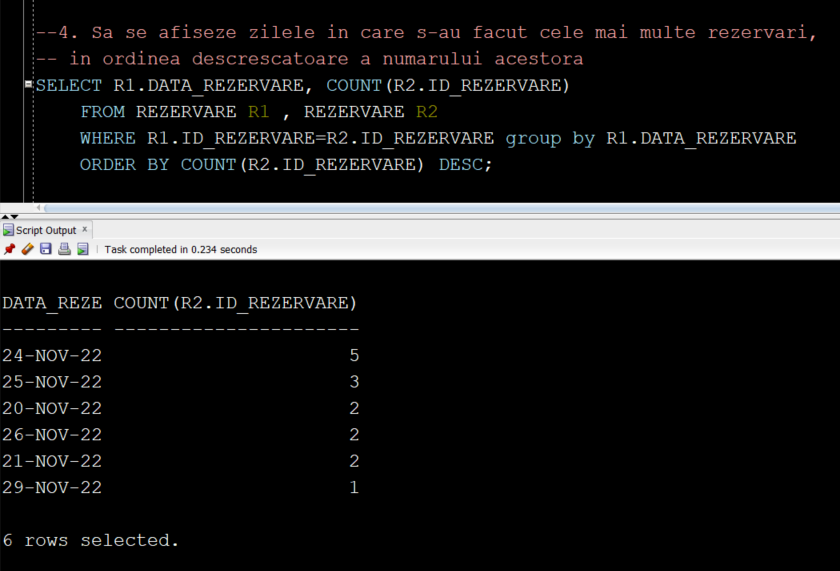 --4. Sa se afiseze zilele in care s-au facut cele mai multe rezervari,
-- in ordinea descrescatoare a numarului acestora
SELECT R1.DATA_REZERVARE, COUNT(R2.ID_REZERVARE)
FROM REZERVARE R1 , REZERVARE R2
WHERE R1.ID_REZERVARE=R2.ID_REZERVARE group by R1.DATA_REZERVARE
ORDER BY COUNT(R2.ID_REZERVARE) DESC;
Script Output x
Task completed in 0.234 seconds
DATA_REZE COUNT(R2.ID_REZERVARE)
--------- ----------------------
24-NOV-22 5
25-NOV-22 3
20-NOV-22 2
26-NOV-22 2
21-NOV-22 2
29-NOV-22 1
6 rows selected.